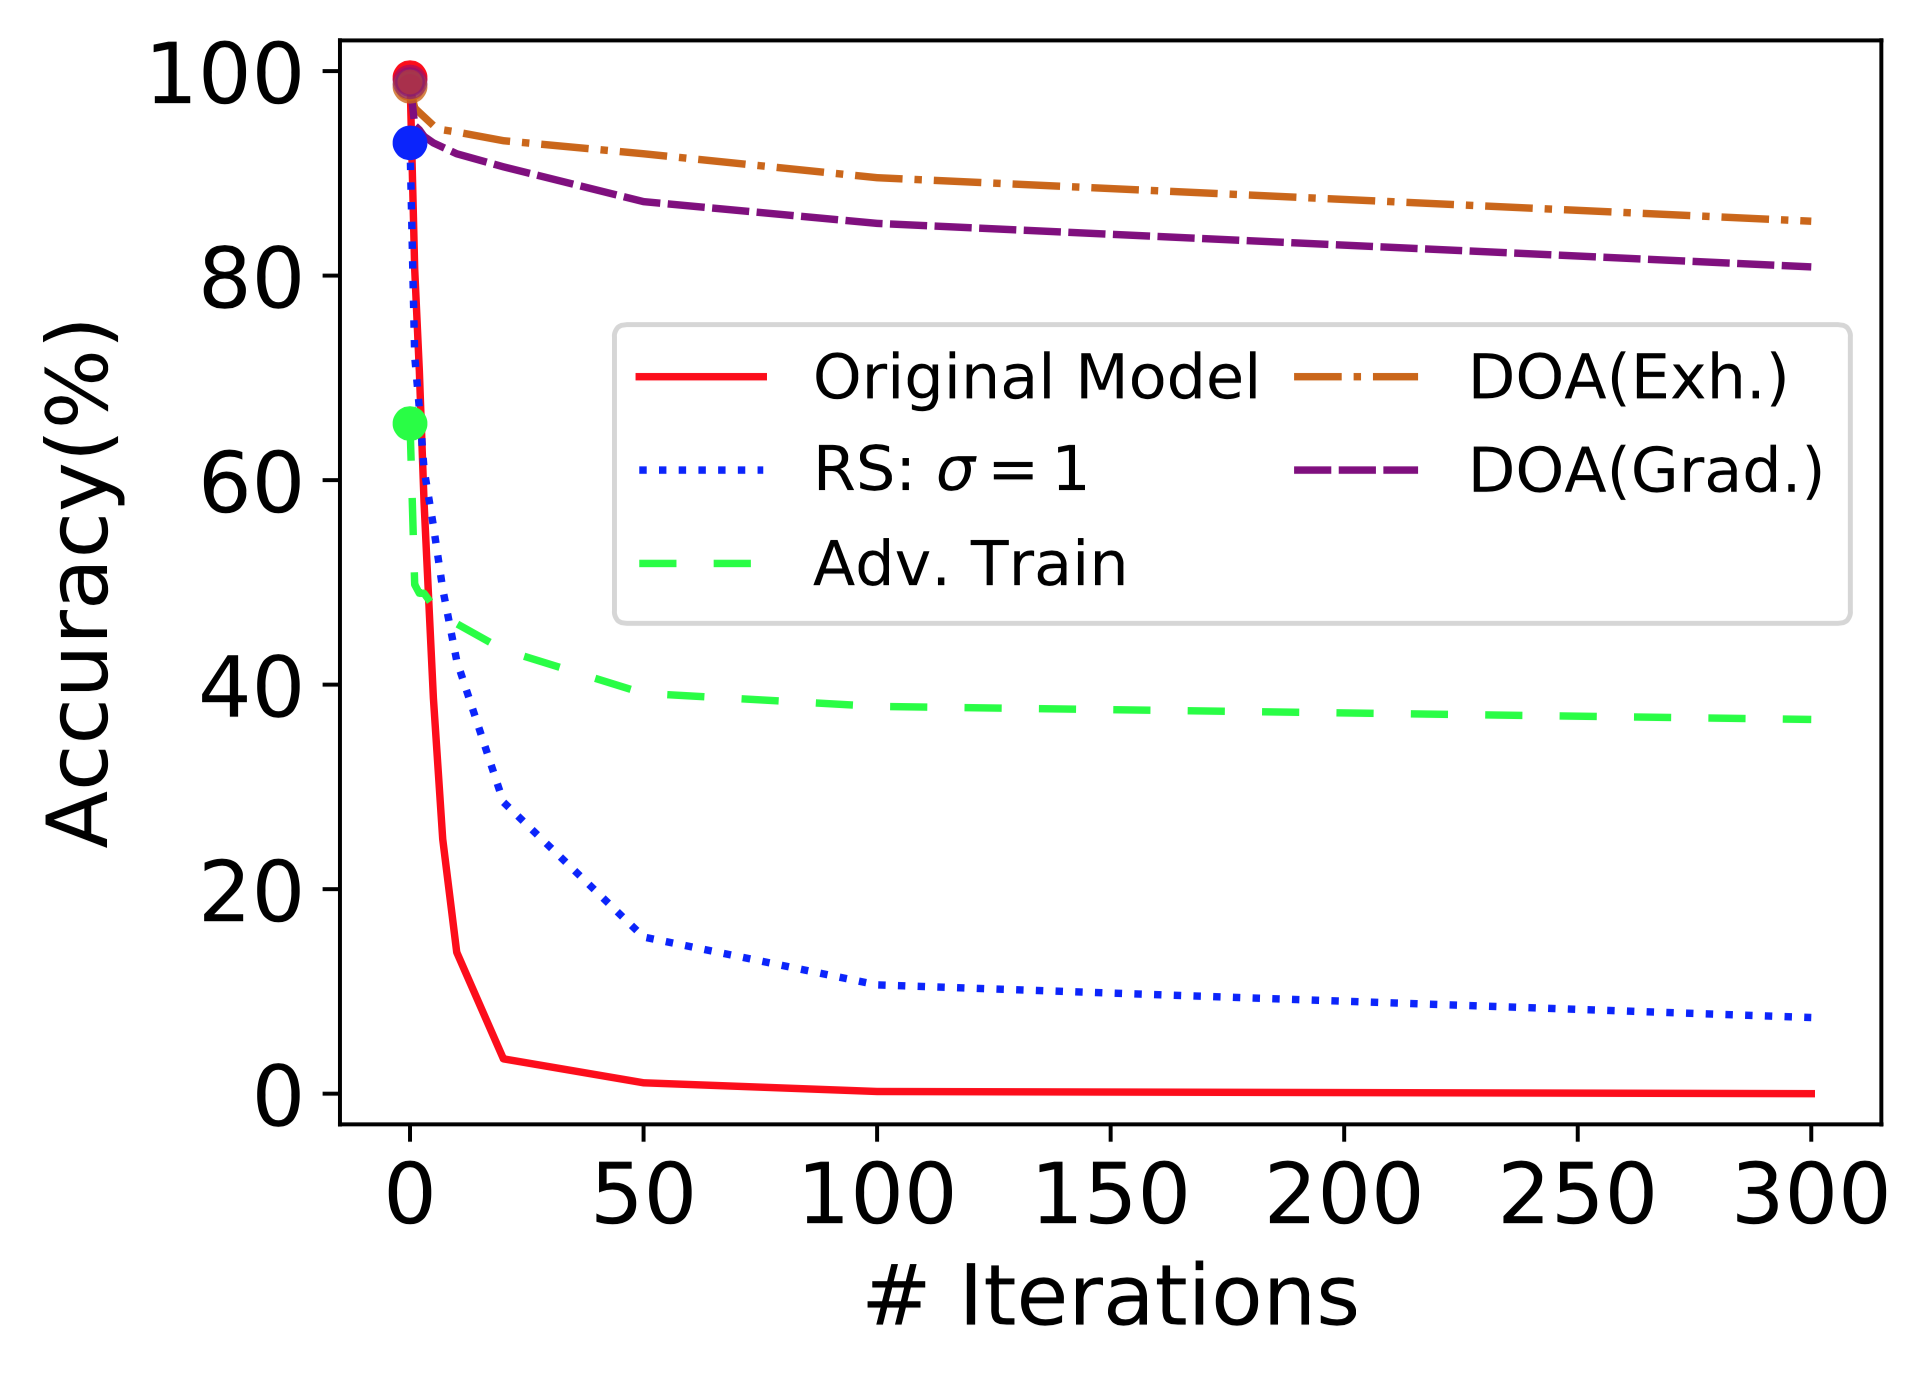 100
80
60
40
20
0
Accuracy(%)
Original Model
RS: σ = 1
Adv. Train
DOA(Exh.)
DOA(Grad.)
0 50 100 150 200 250 300
# Iterations